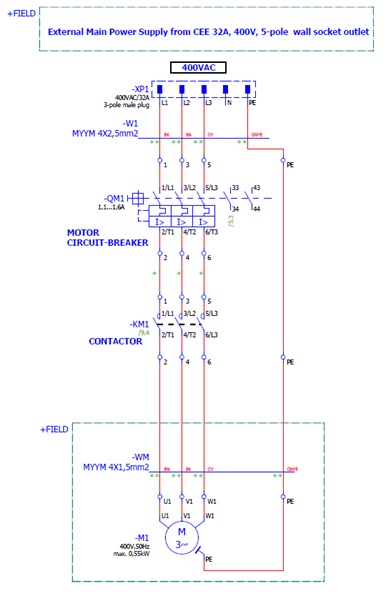 +FIELD
External Main Power Supply from CEE 32A, 400V, 5-pole wall socket outlet
400VAC
-XP1
400VAC/32A
3-pole male plug
L1 L2 L3 N PE
-W1
MYYM 4X2,5mm2
BK BK GY GNYE
1 3 5 PE
-QM1
1,1...1.6A
1/L1 3/L2 5/L3 33 43
I> I> I>
34 44
2/T1 4/T2 6/T3
/5.3
MOTOR
CIRCUIT-BREAKER
2 4 6
1 3 5
-KM1
/9.4
1/L1 3/L2 5/L3
2/T1 4/T2 6/L3
CONTACTOR
2 4 6 PE
+FIELD
-WM
MYYM 4X1,5mm2
BN BK GY GNYE
U1 V1 W1 PE
U1 V1 W1
-M1
400V.50Hz
max. 0,55kW
M
3~
PE